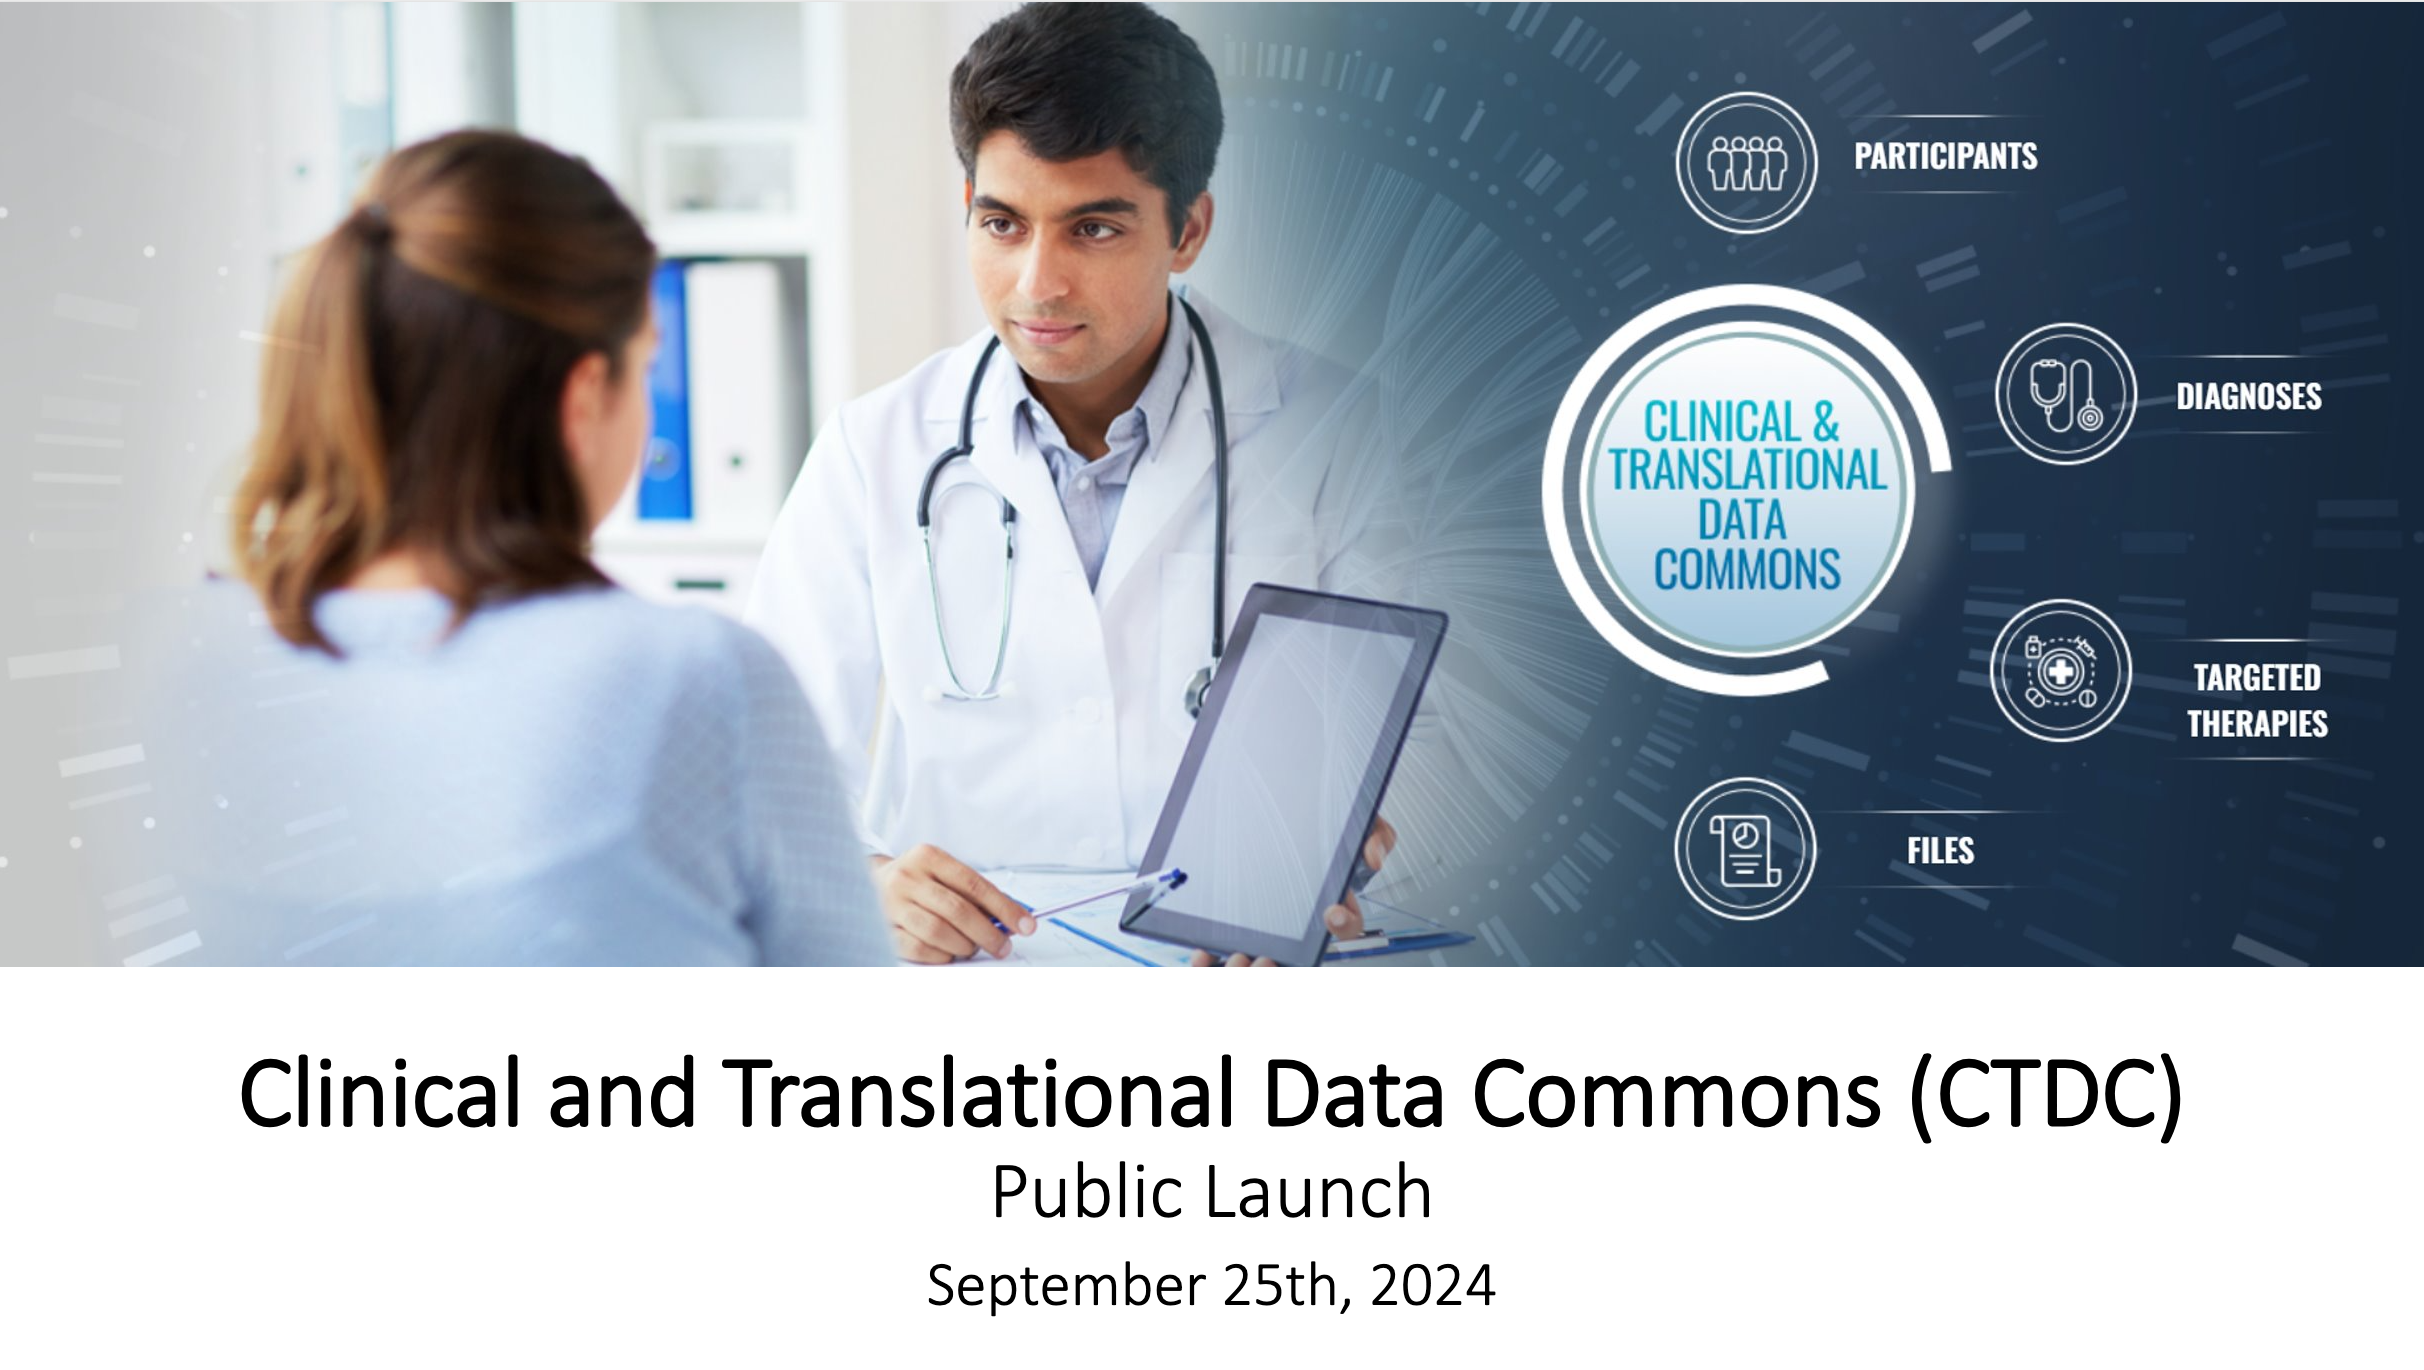 PARTICIPANTS
CLINICAL &
TRANSLATIONAL
DATA
COMMONS
DIAGNOSES
TARGETED
THERAPIES
FILES
Clinical and Translational Data Commons (CTDC)
Public Launch
September 25th, 2024